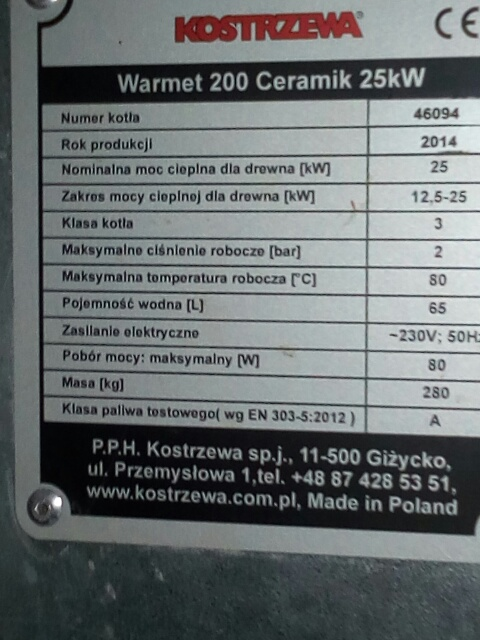 KOSTRZEWA® CE
Warmet 200 Ceramik 25kW
Numer kotła 46094
Rok produkcji 2014
Nominalna moc cieplna dla drewna [kW] 25
Zakres mocy cieplnej dla drewna [kW] 12,5-25
Klasa kotła 3
Maksymalne ciśnienie robocze [bar] 2
Maksymalna temperatura robocza [°C] 80
Pojemność wodna [L] 65
Zasilanie elektryczne ~230V; 50Hz
Pobór mocy: maksymalny [W] 80
Masa [kg] 280
Klasa paliwa testowego( wg EN 303-5:2012 ) A
P.P.H. Kostrzewa sp.j., 11-500 Giżycko,
ul. Przemysłowa 1,tel. +48 87 428 53 51,
www.kostrzewa.com.pl, Made in Poland